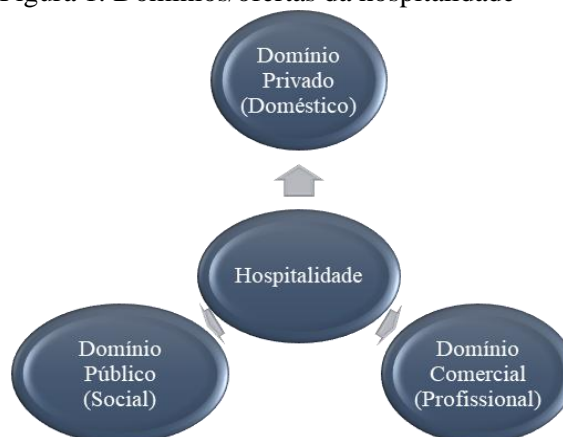 Figura 1: Domínios/ofertas da hospitalidade
Domínio
Privado
(Doméstico)
Hospitalidade
Domínio
Público
(Social)
Domínio
Comercial
(Profissional)